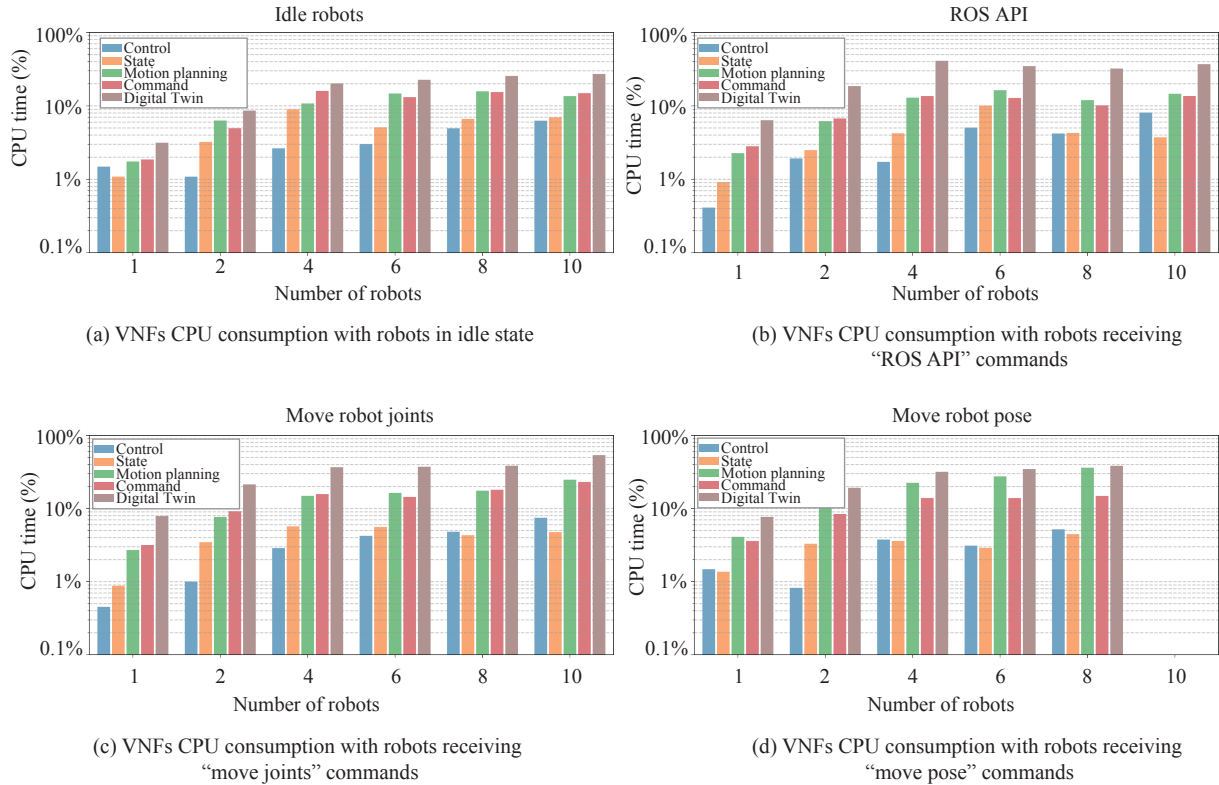 Idle robots
100%
10%
1%
0.1%
CPU time (%)
Control
State
Motion planning
Command
Digital Twin
1 2 4 6 8 10
Number of robots
(a) VNFs CPU consumption with robots in idle state
ROS API
100%
10%
1%
0.1%
CPU time (%)
Control
State
Motion planning
Command
Digital Twin
1 2 4 6 8 10
Number of robots
(b) VNFs CPU consumption with robots receiving
“ROS API” commands
Move robot joints
100%
10%
1%
0.1%
CPU time (%)
Control
State
Motion planning
Command
Digital Twin
1 2 4 6 8 10
Number of robots
(c) VNFs CPU consumption with robots receiving
“move joints” commands
Move robot pose
100%
10%
1%
0.1%
CPU time (%)
Control
State
Motion planning
Command
Digital Twin
1 2 4 6 8 10
Number of robots
(d) VNFs CPU consumption with robots receiving
“move pose” commands